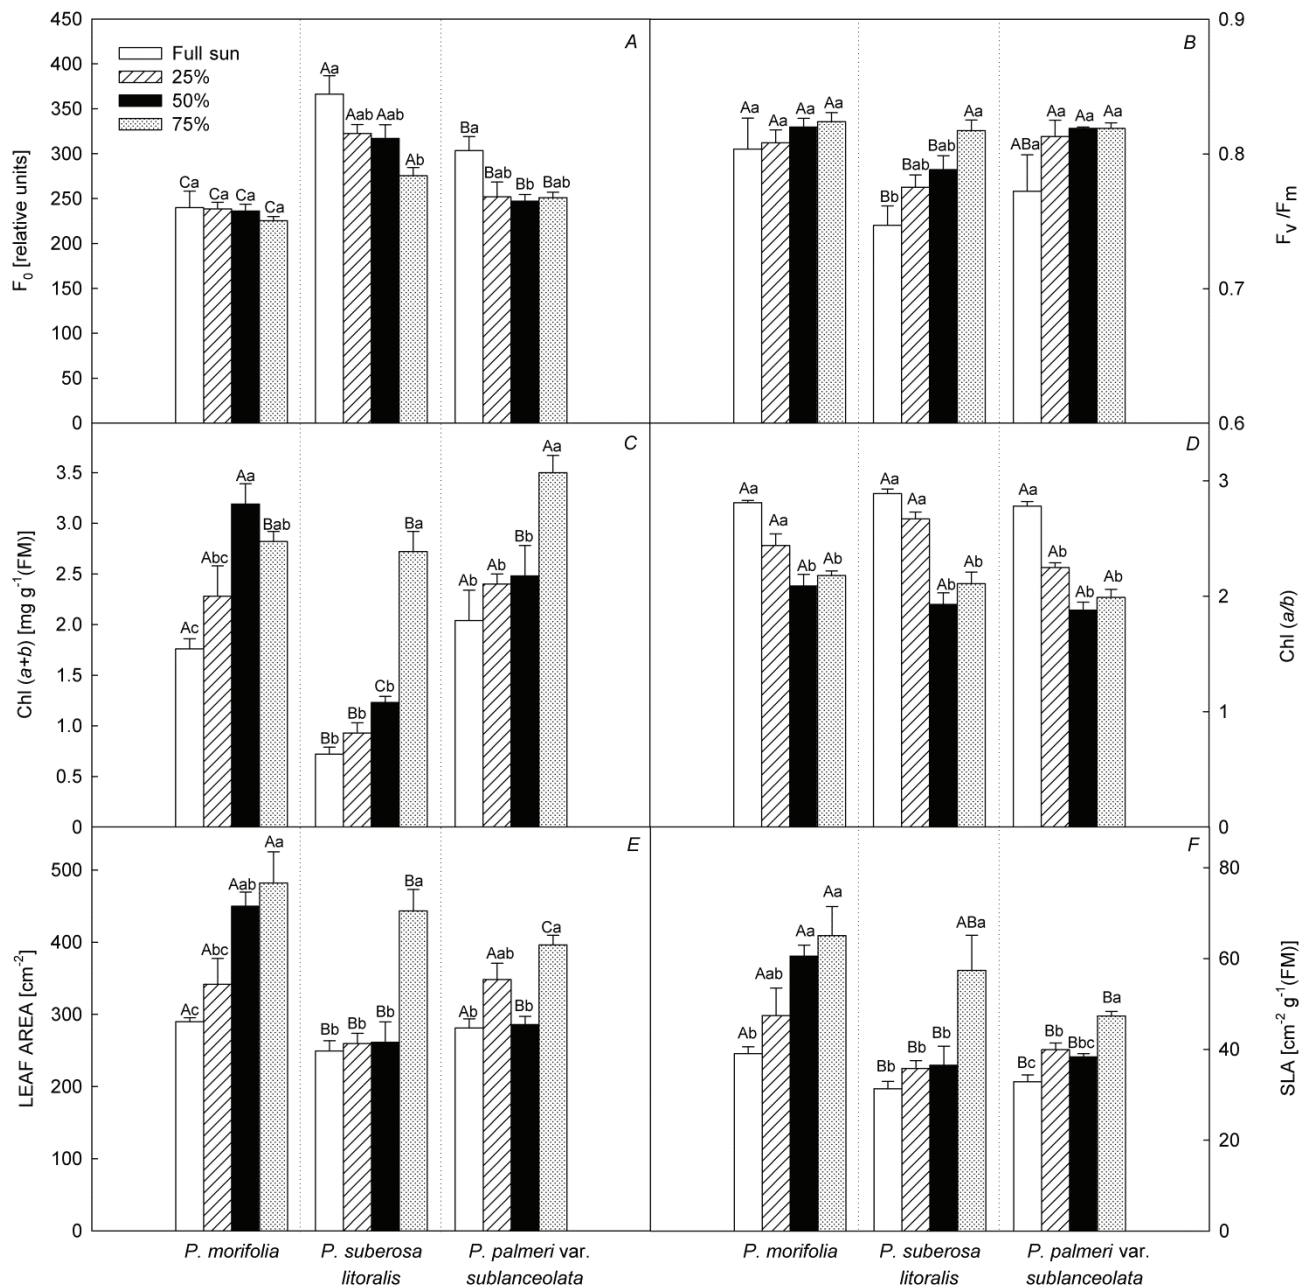 450
400
350
300
250
200
150
100
50
0
F0 [relative units]
Full sun
25%
50%
75%
A
Ca Ca Ca Ca
Aa Aab Aab Ab
Ba Bab Bb Bab
B
Aa Aa Aa Aa
Bb Bab Bab Aa
ABa Aa Aa Aa
0.9
0.8
0.7
0.6
Fv /Fm
3.5
3.0
2.5
2.0
1.5
1.0
0.5
0
Chl (a+b) [mg g-1(FM)]
C
Ac Abc Aa Bab
Bb Bb Cb Ba
Ab Ab Bb Aa
D
Aa Aa Ab Ab
Aa Aa Ab Ab
Aa Ab Ab Ab
3
2
1
0
Chl (a/b)
500
400
300
200
100
0
LEAF AREA [cm-2]
E
Ac Abc Aab Aa
Bb Bb Bb Ba
Ab Aab Bb Ca
F
Ab Aab Aa Aa
Bb Bb Bb ABa
Bc Bb Bbc Ba
80
60
40
20
0
SLA [cm-2 g-1(FM)]
P. morifolia
P. suberosa
litoralis
P. palmeri var.
sublanceolata
P. morifolia
P. suberosa
litoralis
P. palmeri var.
sublanceolata